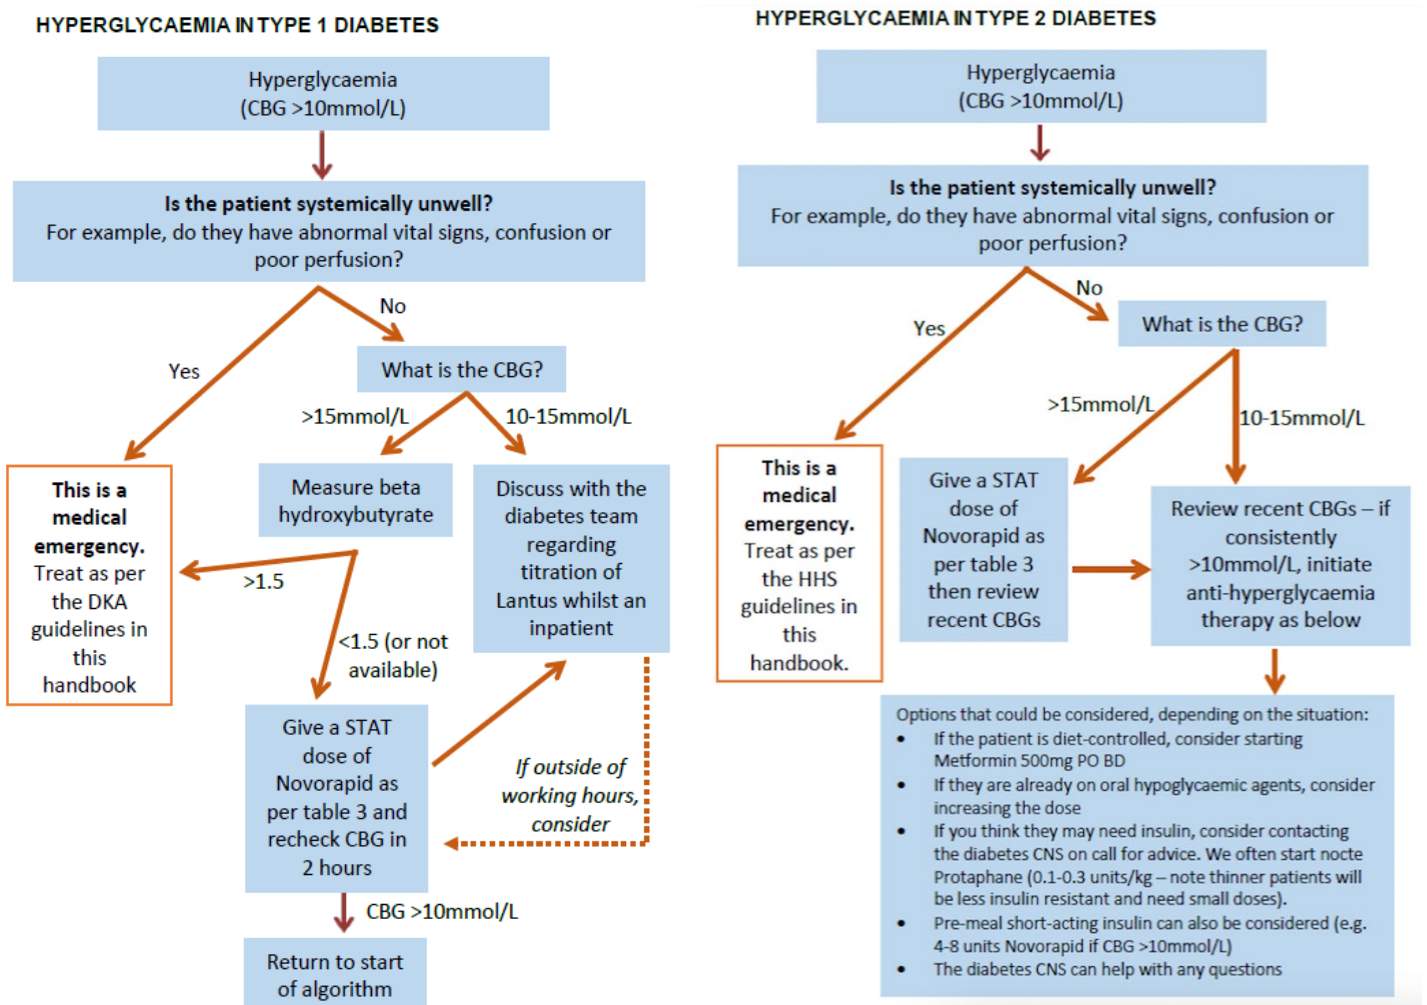 HYPERGLYCAEMIA IN TYPE 1 DIABETES
Hyperglycaemia
(CBG >10mmol/L)
Is the patient systemically unwell?
For example, do they have abnormal vital signs, confusion or
poor perfusion?
No
Yes
What is the CBG?
>15mmol/L
10-15mmol/L
This is a
medical
emergency.
Treat as per
the DKA
guidelines in
this
handbook
Measure beta
hydroxybutyrate
Discuss with the
diabetes team
regarding
titration of
Lantus whilst an
inpatient
>1.5
<1.5 (or not
available)
Give a STAT
dose of
Novorapid as
per table 3 and
recheck CBG in
2 hours
If outside of
working hours,
consider
CBG >10mmol/L
Return to start
of algorithm
HYPERGLYCAEMIA IN TYPE 2 DIABETES
Hyperglycaemia
(CBG >10mmol/L)
Is the patient systemically unwell?
For example, do they have abnormal vital signs, confusion or
poor perfusion?
No
Yes
What is the CBG?
>15mmol/L
10-15mmol/L
This is a
medical
emergency.
Treat as per
the HHS
guidelines in
this
handbook.
Give a STAT
dose of
Novorapid as
per table 3
then review
recent CBGs
Review recent CBGs – if
consistently
>10mmol/L, initiate
anti-hyperglycaemia
therapy as below
Options that could be considered, depending on the situation:
• If the patient is diet-controlled, consider starting
Metformin 500mg PO BD
• If they are already on oral hypoglycaemic agents, consider
increasing the dose
• If you think they may need insulin, consider contacting
the diabetes CNS on call for advice. We often start nocte
Protaphane (0.1-0.3 units/kg – note thinner patients will
be less insulin resistant and need small doses).
• Pre-meal short-acting insulin can also be considered (e.g.
4-8 units Novorapid if CBG >10mmol/L)
• The diabetes CNS can help with any questions